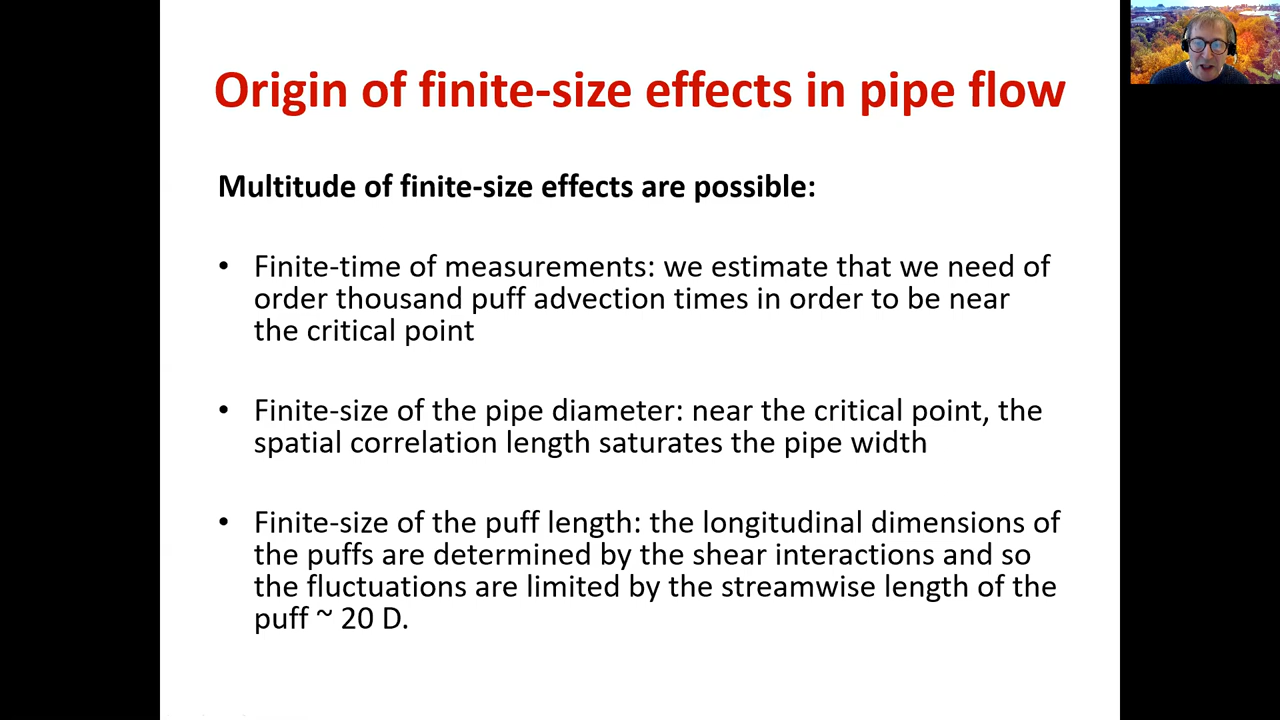 Origin of finite-size effects in pipe flow
Multitude of finite-size effects are possible:
• Finite-time of measurements: we estimate that we need of
order thousand puff advection times in order to be near
the critical point
• Finite-size of the pipe diameter: near the critical point, the
spatial correlation length saturates the pipe width
• Finite-size of the puff length: the longitudinal dimensions of
the puffs are determined by the shear interactions and so
the fluctuations are limited by the streamwise length of the
puff ~ 20 D.